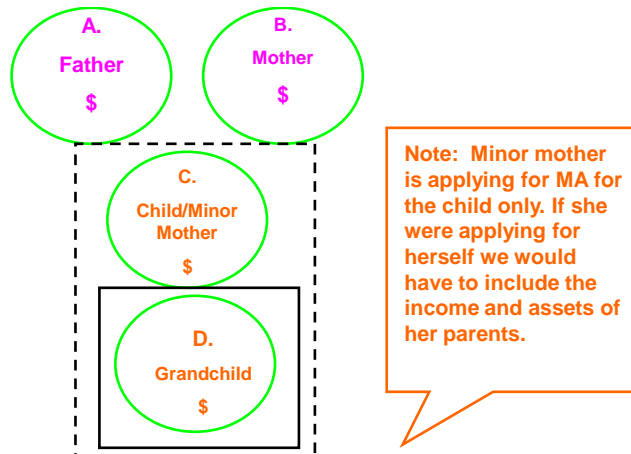 A.
Father
$
B.
Mother
$
C.
Child/Minor
Mother
$
D.
Grandchild
$
Note:  Minor mother
is applying for MA for
the child only. If she
were applying for
herself we would
have to include the
income and assets of
her parents.